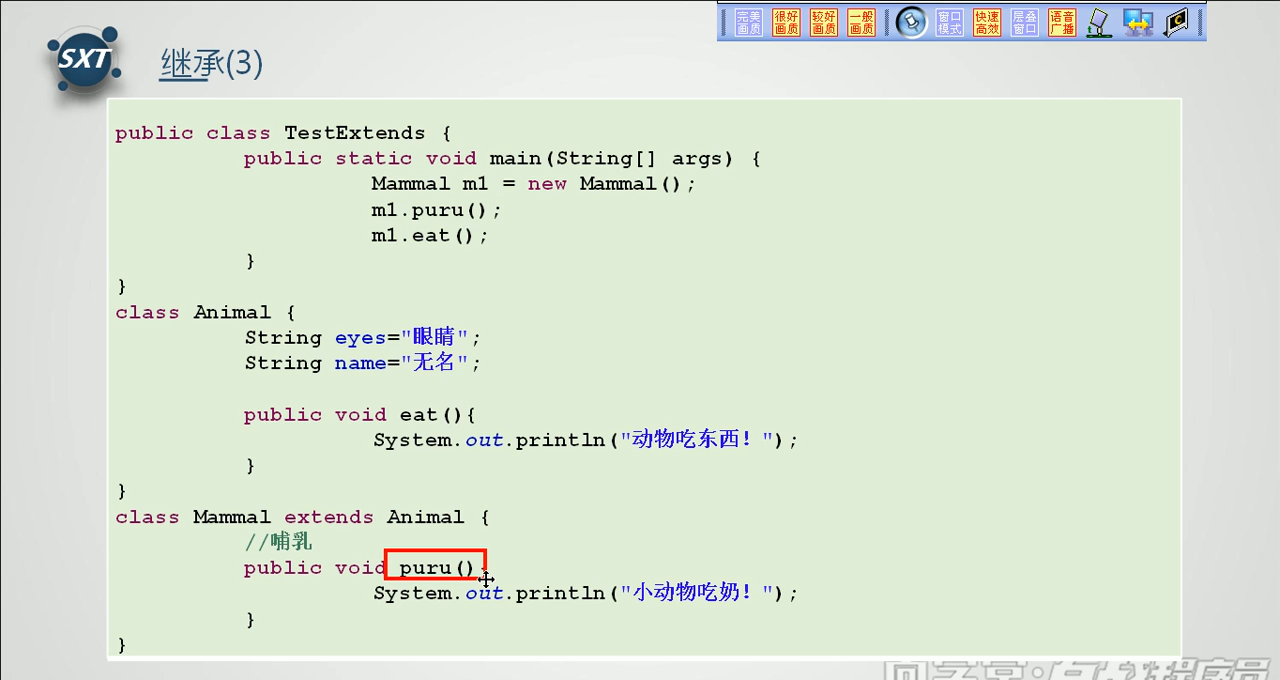 完美画质 很好画质 较好画质 一般画质 窗口模式 快速高效 层叠窗口 语音广播
SXT
继承(3)
public class TestExtends {
public static void main(String[] args) {
Mammal m1 = new Mammal();
m1.puru();
m1.eat();
}
}
class Animal {
String eyes="眼睛";
String name="无名";
public void eat(){
System.out.println("动物吃东西！");
}
}
class Mammal extends Animal {
//哺乳
public void puru()
System.out.println("小动物吃奶！");
}
}